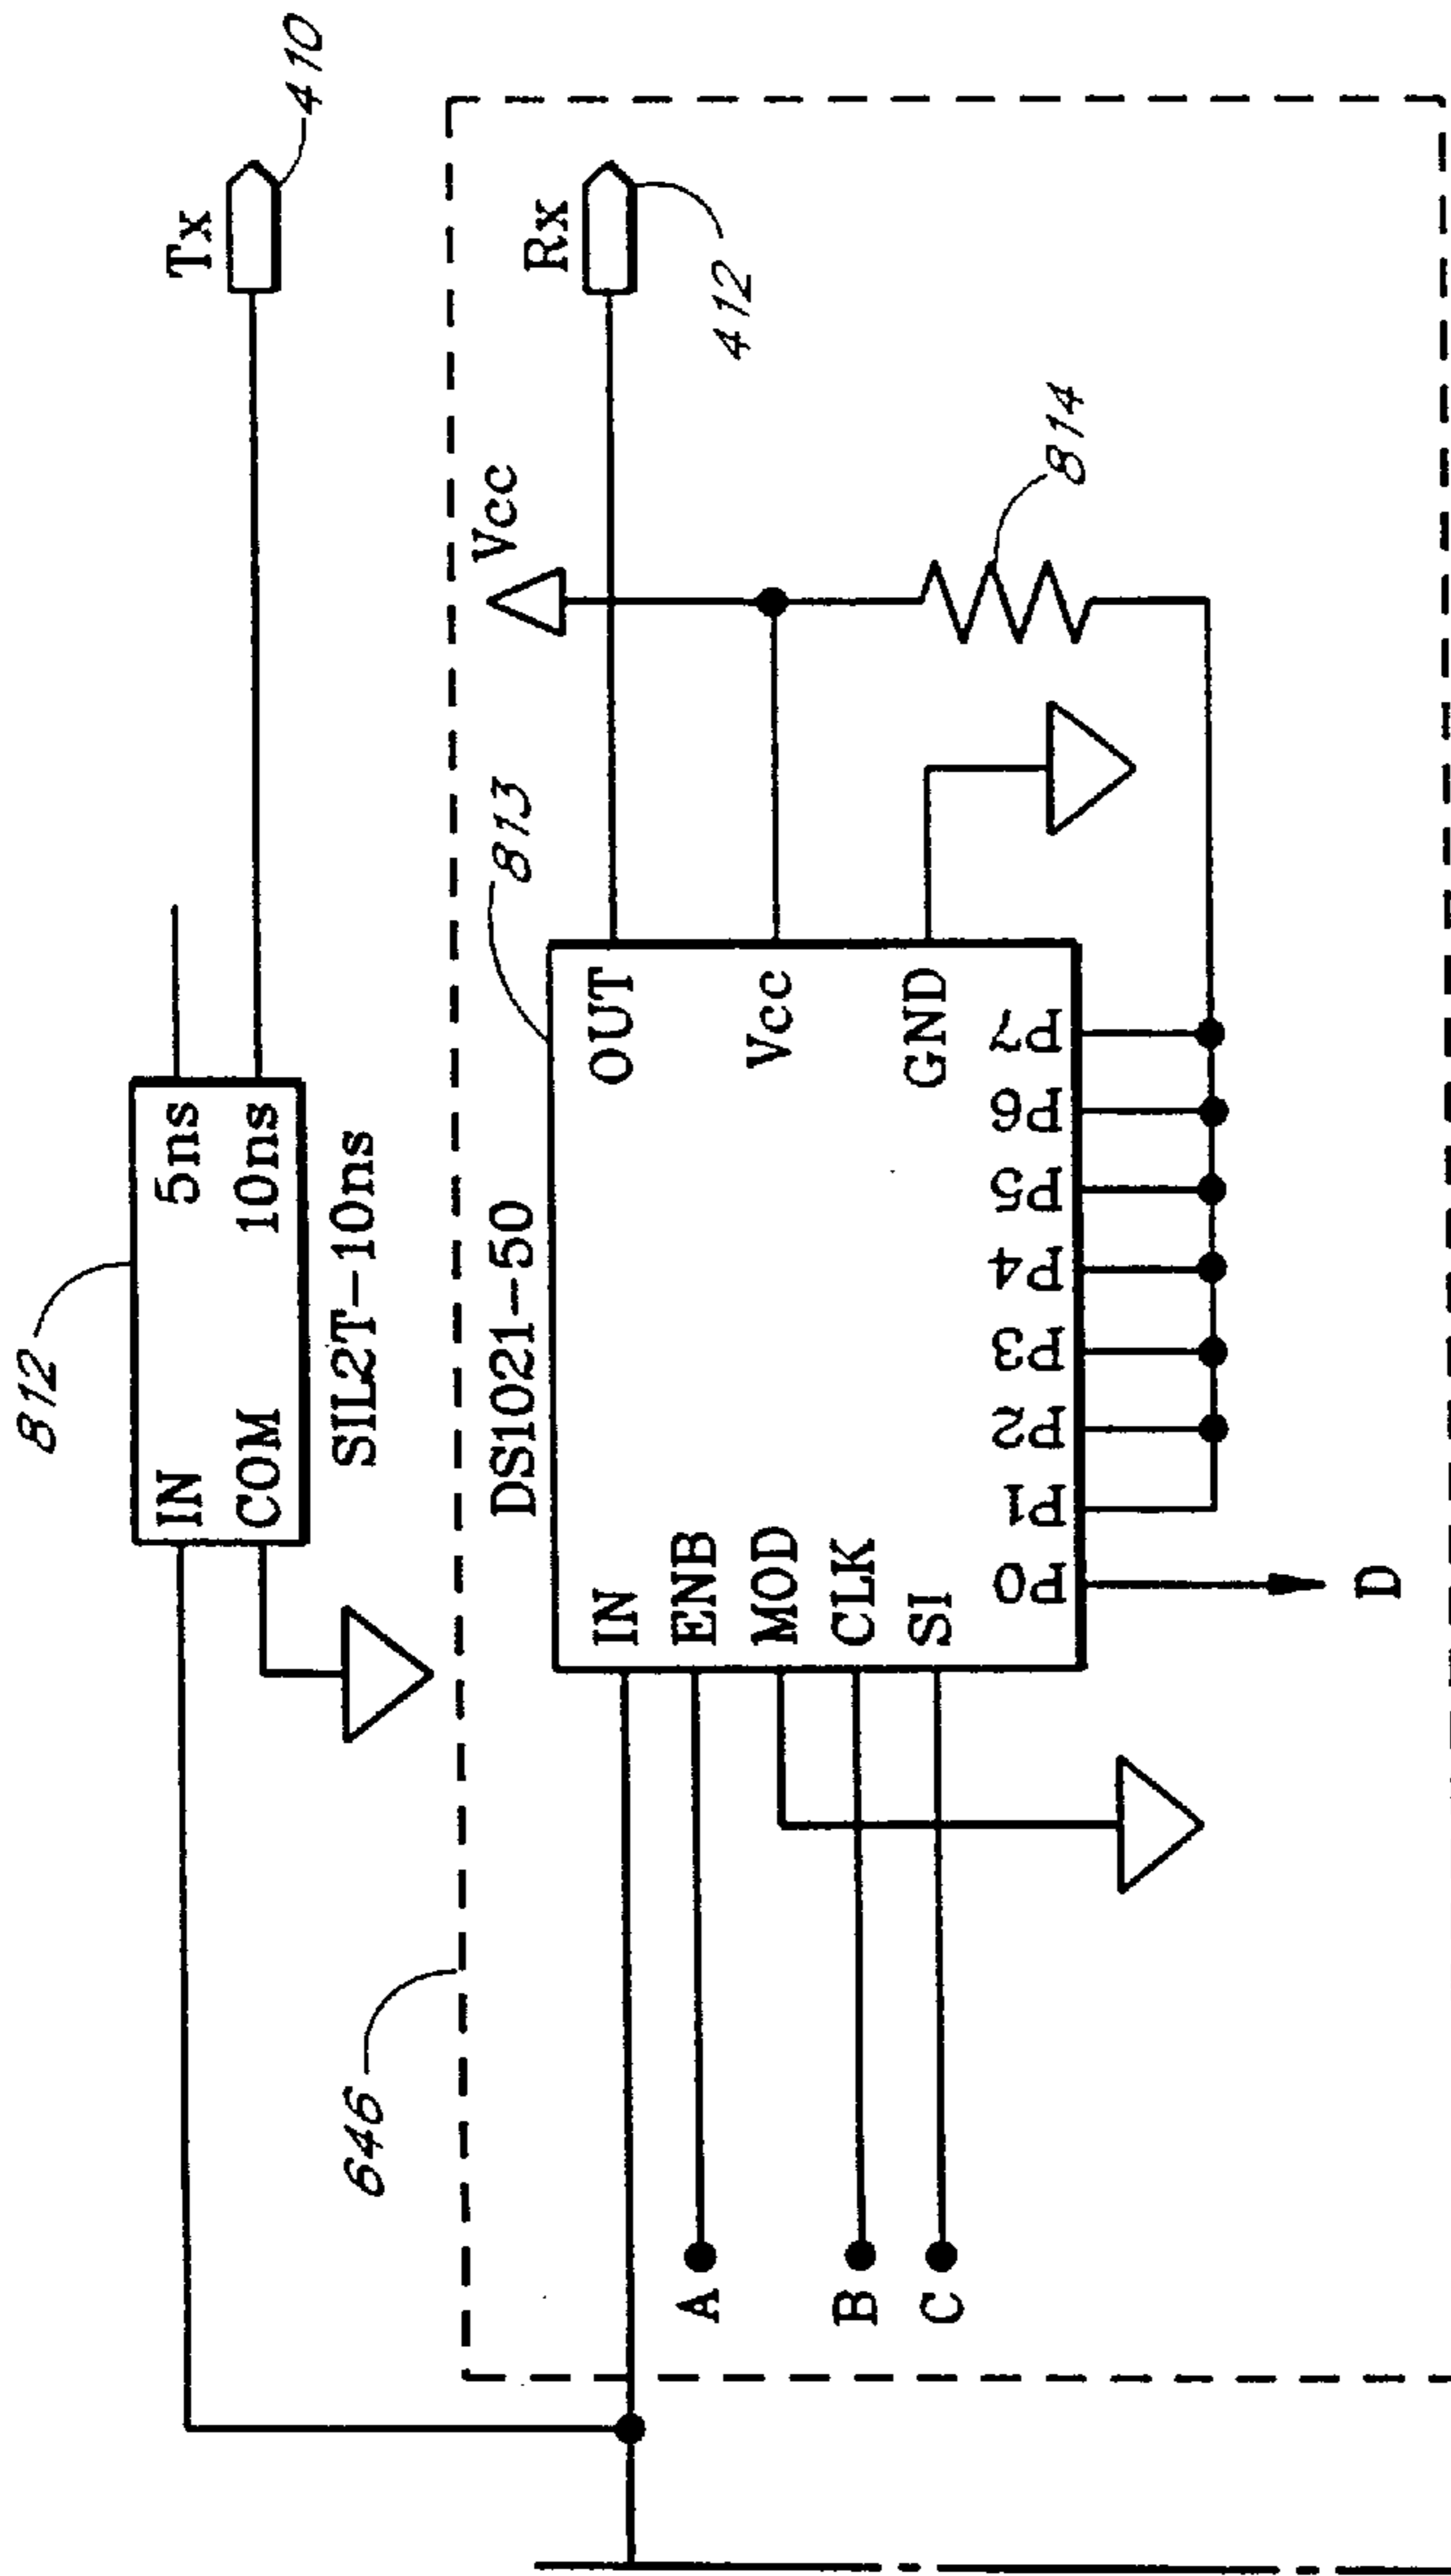 812
IN
5ns
COM
10ns
SIL2T-10ns
Tx
410
646
DS1021-50
813
Vcc
Rx
412
IN
OUT
A
ENB
MOD
Vcc
B
CLK
C
SI
GND
814
P0
P1
P2
P3
P4
P5
P6
P7
D